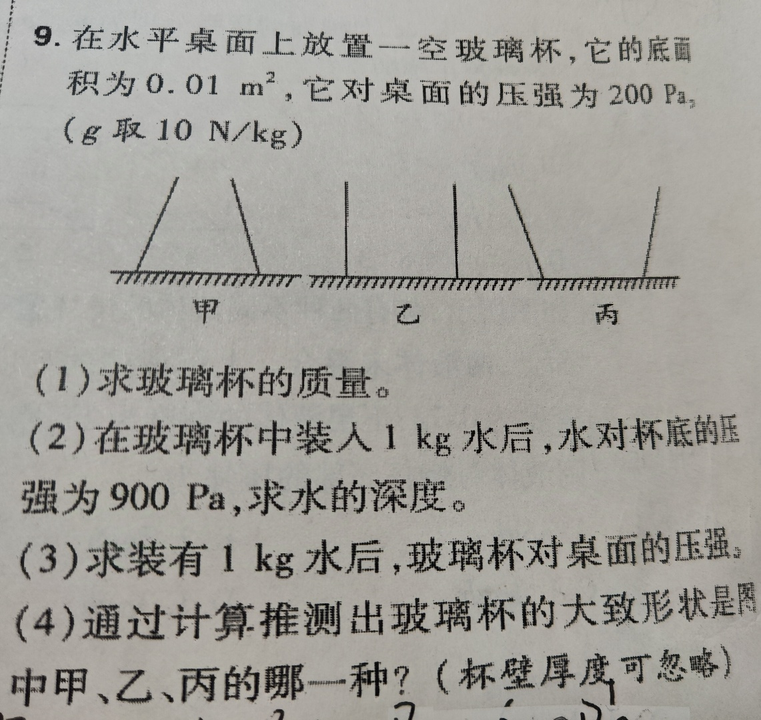 9. 在水平桌面上放置一空玻璃杯,它的底面
积为0.01 m²,它对桌面的压强为200 Pa。
(g 取 10 N/kg)
甲 乙 丙
(1)求玻璃杯的质量。
(2)在玻璃杯中装入1 kg 水后,水对杯底的压
强为900 Pa,求水的深度。
(3)求装有1 kg 水后,玻璃杯对桌面的压强。
(4)通过计算推测出玻璃杯的大致形状是图
中甲、乙、丙的哪一种?(杯壁厚度可忽略)